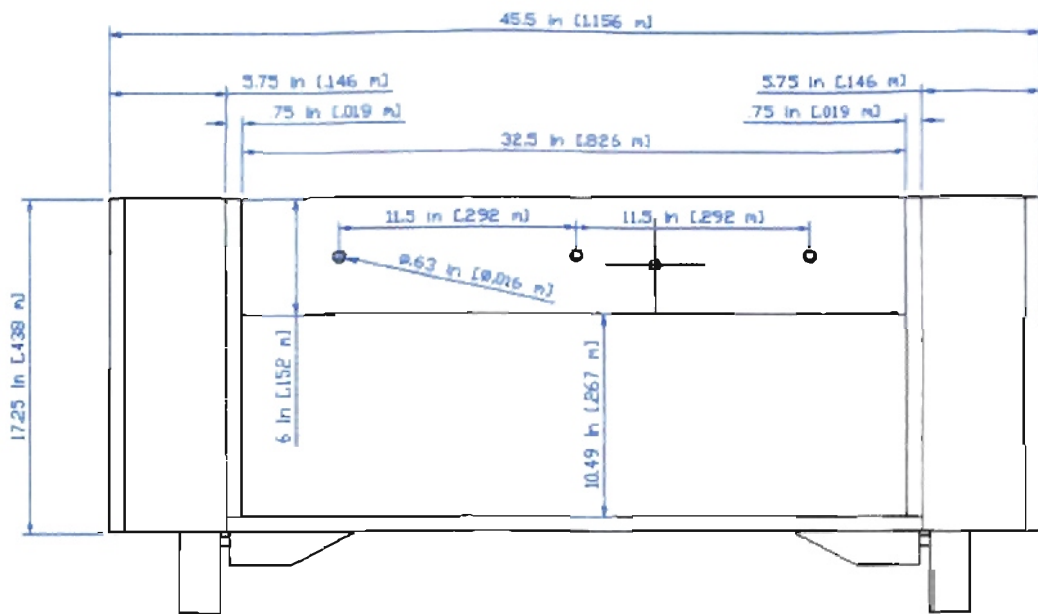 45.5 in [1.156 m]
5.75 in [.146 m]
5.75 in [.146 m]
.75 in [.019 m]
.75 in [.019 m]
32.5 in [.826 m]
11.5 in [.292 m]
11.5 in [.292 m]
ø.63 in [ø.016 m]
17.25 in [.438 m]
6 in [.152 m]
10.49 in [.267 m]